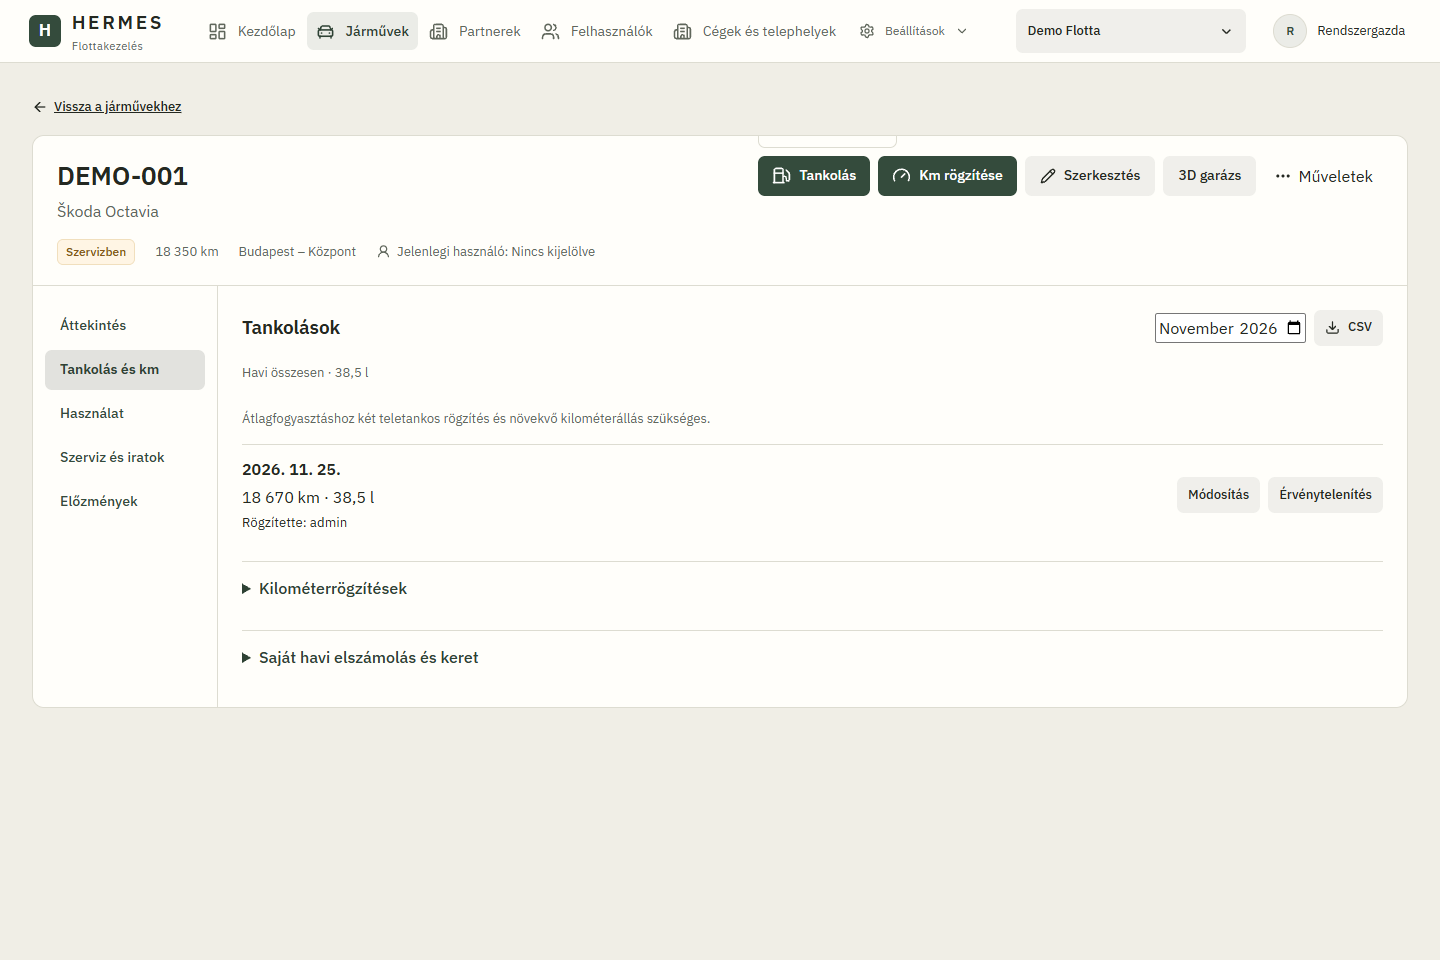 H HERMES
Flottakezelés
Kezdőlap Járművek Partnerek Felhasználók Cégek és telephelyek Beállítások Demo Flotta R Rendszergazda
Vissza a járművekhez
DEMO-001
Tankolás Km rögzítése Szerkesztés 3D garázs Műveletek
Škoda Octavia
Szervizben 18 350 km Budapest – Központ Jelenlegi használó: Nincs kijelölve
Áttekintés
Tankolás és km
Használat
Szerviz és iratok
Előzmények
Tankolások November 2026 CSV
Havi összesen · 38,5 l
Átlagfogyasztáshoz két teletankos rögzítés és növekvő kilométerállás szükséges.
2026. 11. 25.
18 670 km · 38,5 l
Rögzítette: admin
Módosítás Érvénytelenítés
Kilométerrögzítések
Saját havi elszámolás és keret